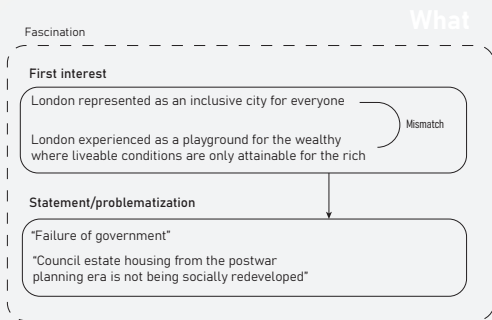 What
Fascination
First interest
London represented as an inclusive city for everyone
Mismatch
London experienced as a playground for the wealthy
where liveable conditions are only attainable for the rich
Statement/problematization
“Failure of government”
“Council estate housing from the postwar
planning era is not being socially redeveloped”